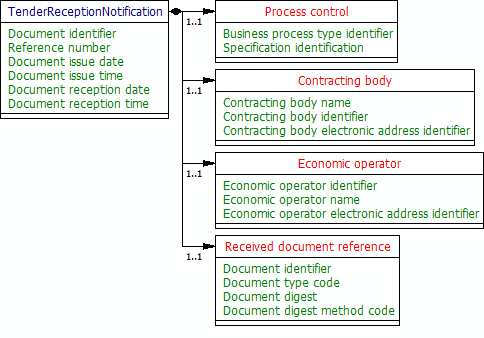 TenderReceptionNotification
Document identifier
Reference number
Document issue date
Document issue time
Document reception date
Document reception time
1..1
Process control
Business process type identifier
Specification identification
1..1
Contracting body
Contracting body name
Contracting body identifier
Contracting body electronic address identifier
1..1
Economic operator
Economic operator identifier
Economic operator name
Economic operator electronic address identifier
1..1
Received document reference
Document identifier
Document type code
Document digest
Document digest method code